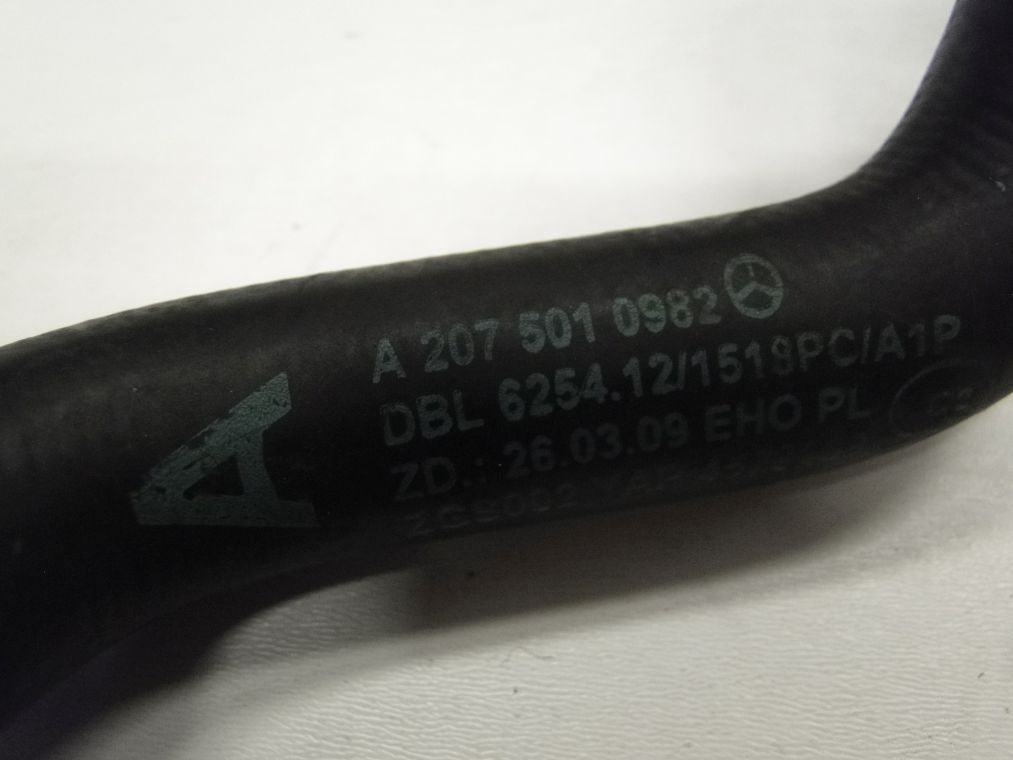 A 207 501 0982
DBL 6254.12/1518PC/A1P
ZD.: 26.03.09 EHO PL
A